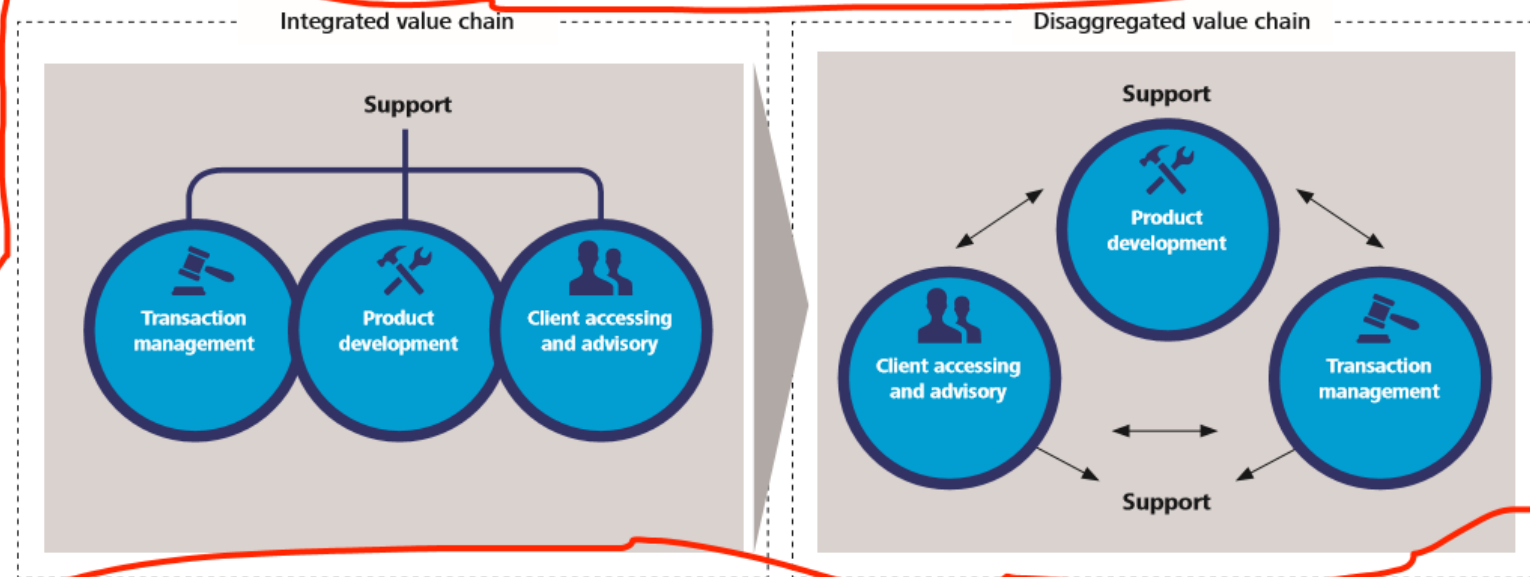 Integrated value chain
Support
Transaction
management
Product
development
Client accessing
and advisory
Disaggregated value chain
Support
Product
development
Client accessing
and advisory
Transaction
management
Support